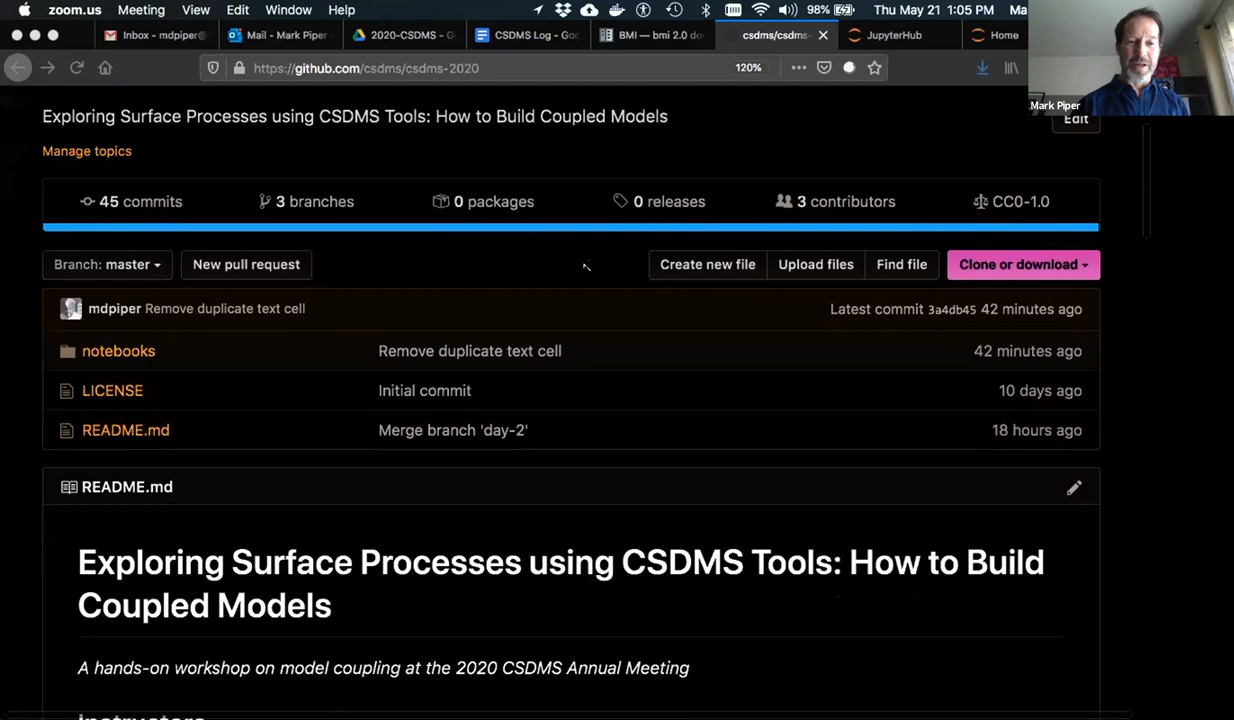 zoom.us Meeting View Edit Window Help 98% Thu May 21 1:05 PM Ma
Inbox - mdpiper@ Mail - Mark Piper 2020-CSDMS - G CSDMS Log - Goo BMI — bmi 2.0 do csdms/csdms- JupyterHub Home
https://github.com/csdms/csdms-2020 120%
Mark Piper
Exploring Surface Processes using CSDMS Tools: How to Build Coupled Models
Edit
Manage topics
45 commits 3 branches 0 packages 0 releases 3 contributors CC0-1.0
Branch: master New pull request Create new file Upload files Find file Clone or download
mdpiper Remove duplicate text cell Latest commit 3a4db45 42 minutes ago
notebooks Remove duplicate text cell 42 minutes ago
LICENSE Initial commit 10 days ago
README.md Merge branch 'day-2' 18 hours ago
README.md
Exploring Surface Processes using CSDMS Tools: How to Build
Coupled Models
A hands-on workshop on model coupling at the 2020 CSDMS Annual Meeting
Instructors